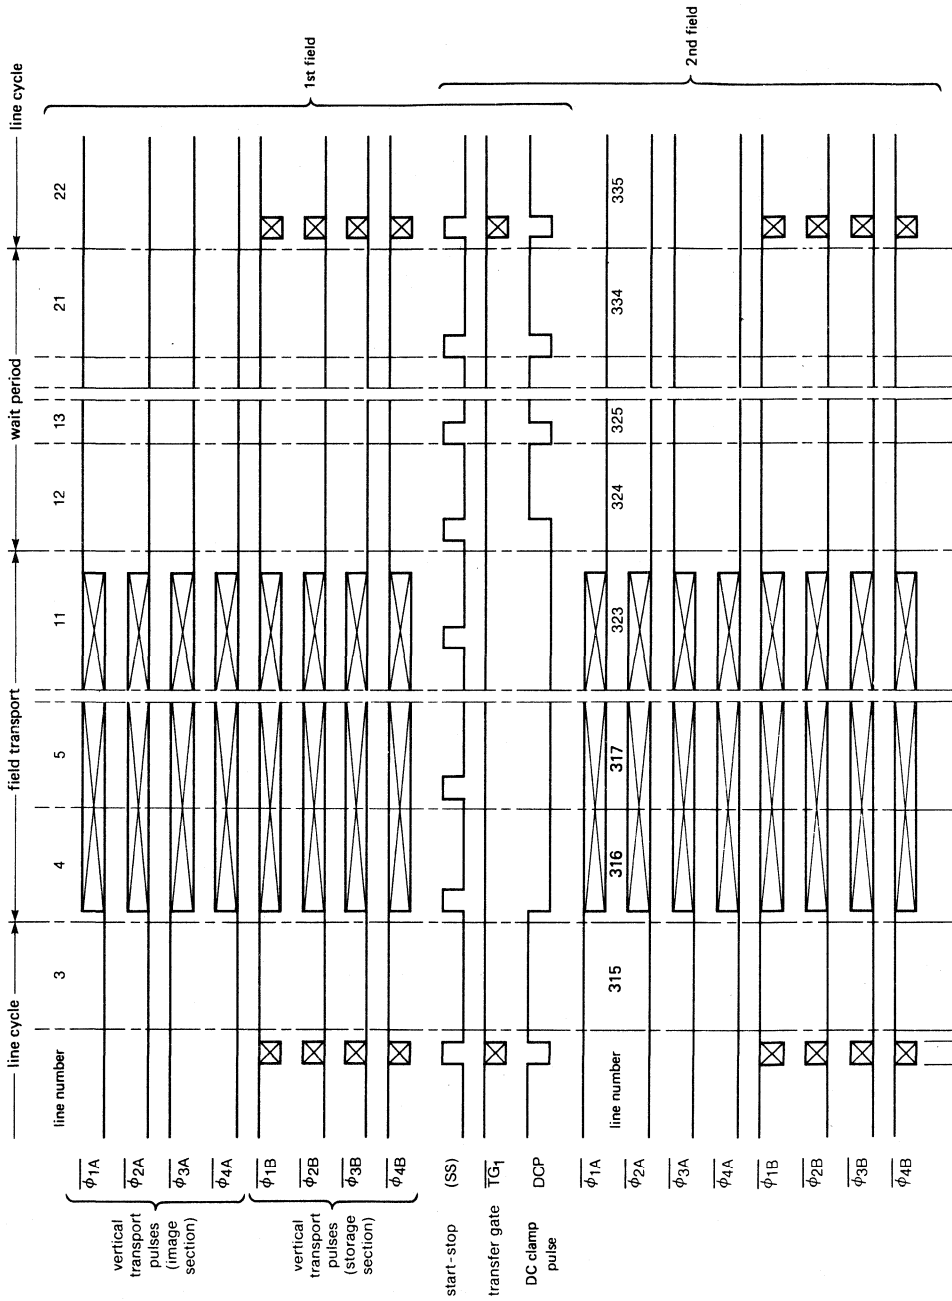 line cycle
field transport
wait period
line cycle
line number
3
4
5
11
12
13
21
22
φ1A
φ2A
φ3A
φ4A
vertical
transport
pulses
(image
section)
φ1B
φ2B
φ3B
φ4B
vertical
transport
pulses
(storage
section)
1st field
start-stop
(SS)
transfer gate
TG1
DC clamp
pulse
DCP
line number
315
316
317
323
324
325
334
335
φ1A
φ2A
φ3A
φ4A
φ1B
φ2B
φ3B
φ4B
2nd field